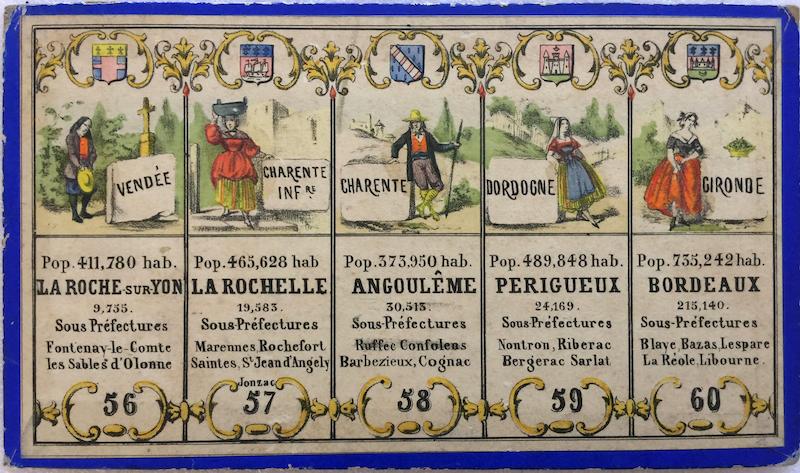 VENDÉE
Pop. 411,780 hab.
LA ROCHE-SUR-YON
9,755.
Sous Préfectures
Fontenay-le-Comte
les Sables d'Olonne
56
CHARENTE
INFRE
Pop. 465,628 hab
LA ROCHELLE
19,583.
Sous-Préfectures
Marennes Rochefort
Saintes, St Jean d'Angely
Jonzac
57
CHARENTE
Pop. 373,950 hab.
ANGOULÊME
30,513.
Sous-Préfectures
Ruffec Confolens
Barbezieux, Cognac
58
DORDOGNE
Pop. 489,848 hab.
PERIGUEUX
24,169.
Sous-Préfectures
Nontron, Riberac
Bergerac Sarlat
59
GIRONDE
Pop. 735,242 hab.
BORDEAUX
215,140.
Sous-Préfectures
Blaye, Bazas, Lespare
La Réole, Libourne.
60